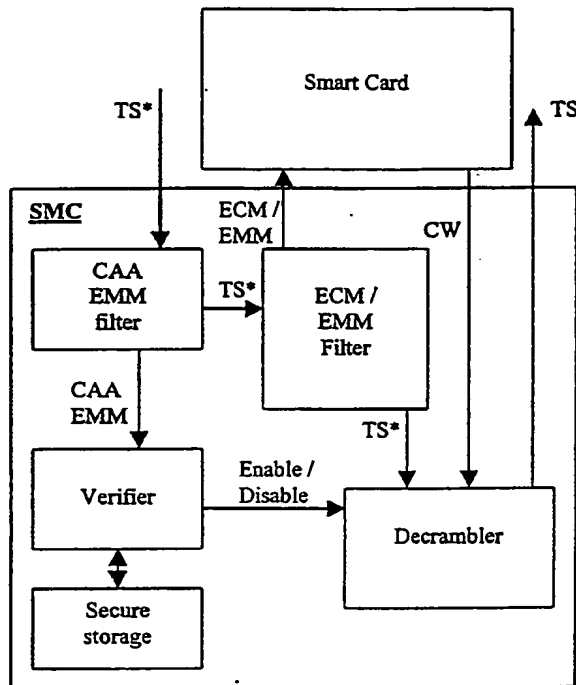 Smart Card
TS*
TS
SMC
ECM /
EMM
CW
CAA
EMM
filter
TS*
ECM /
EMM
Filter
CAA
EMM
TS*
Verifier
Enable /
Disable
Decrambler
Secure
storage